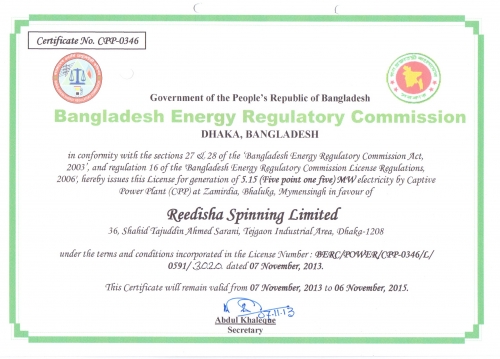 Certificate No. CPP-0346
Government of the People's Republic of Bangladesh
Bangladesh Energy Regulatory Commission
DHAKA, BANGLADESH
in conformity with the sections 27 & 28 of the 'Bangladesh Energy Regulatory Commission Act,
2003', and regulation 16 of the Bangladesh Energy Regulatory Commission License Regulations,
2006', hereby issues this License for generation of 5.15 (Five point one five) MW electricity by Captive
Power Plant (CPP) at Zamirdia, Bhaluka, Mymensingh in favour of
Reedisha Spinning Limited
36, Shahid Tajuddin Ahmed Sarani, Tejgaon Industrial Area, Dhaka-1208
under the terms and conditions incorporated in the License Number : BERC/POWER/CPP-0346/L/
0591/3020. dated 07 November, 2013.
This Certificate will remain valid from 07 November, 2013 to 06 November, 2015.
07-11-13
Abdul Khaleque
Secretary